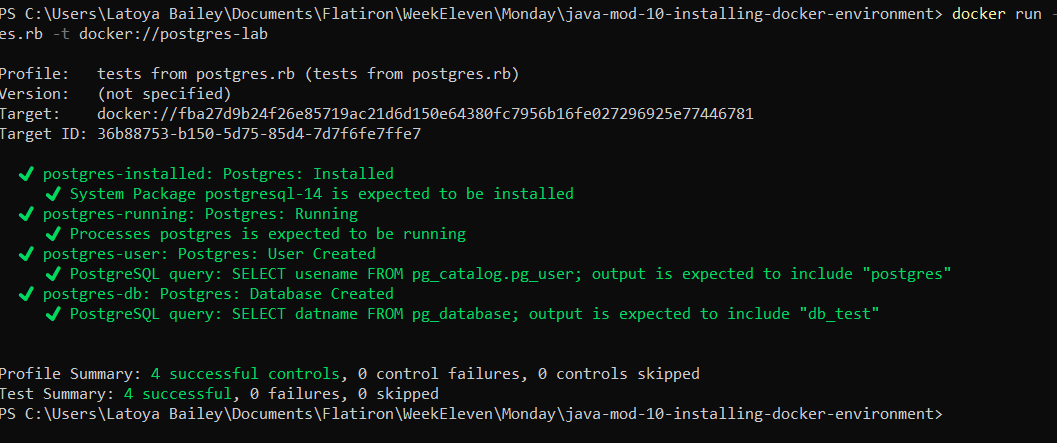 PS C:\Users\Latoya Bailey\Documents\Flatiron\WeekEleven\Monday\java-mod-10-installing-docker-environment> docker run -
es.rb -t docker://postgres-lab
Profile:   tests from postgres.rb (tests from postgres.rb)
Version:   (not specified)
Target:    docker://fba27d9b24f26e85719ac21d6d150e64380fc7956b16fe027296925e77446781
Target ID: 36b88753-b150-5d75-85d4-7d7f6fe7ffe7
✔ postgres-installed: Postgres: Installed
✔ System Package postgresql-14 is expected to be installed
✔ postgres-running: Postgres: Running
✔ Processes postgres is expected to be running
✔ postgres-user: Postgres: User Created
✔ PostgreSQL query: SELECT usename FROM pg_catalog.pg_user; output is expected to include "postgres"
✔ postgres-db: Postgres: Database Created
✔ PostgreSQL query: SELECT datname FROM pg_database; output is expected to include "db_test"
Profile Summary: 4 successful controls, 0 control failures, 0 controls skipped
Test Summary: 4 successful, 0 failures, 0 skipped
PS C:\Users\Latoya Bailey\Documents\Flatiron\WeekEleven\Monday\java-mod-10-installing-docker-environment>